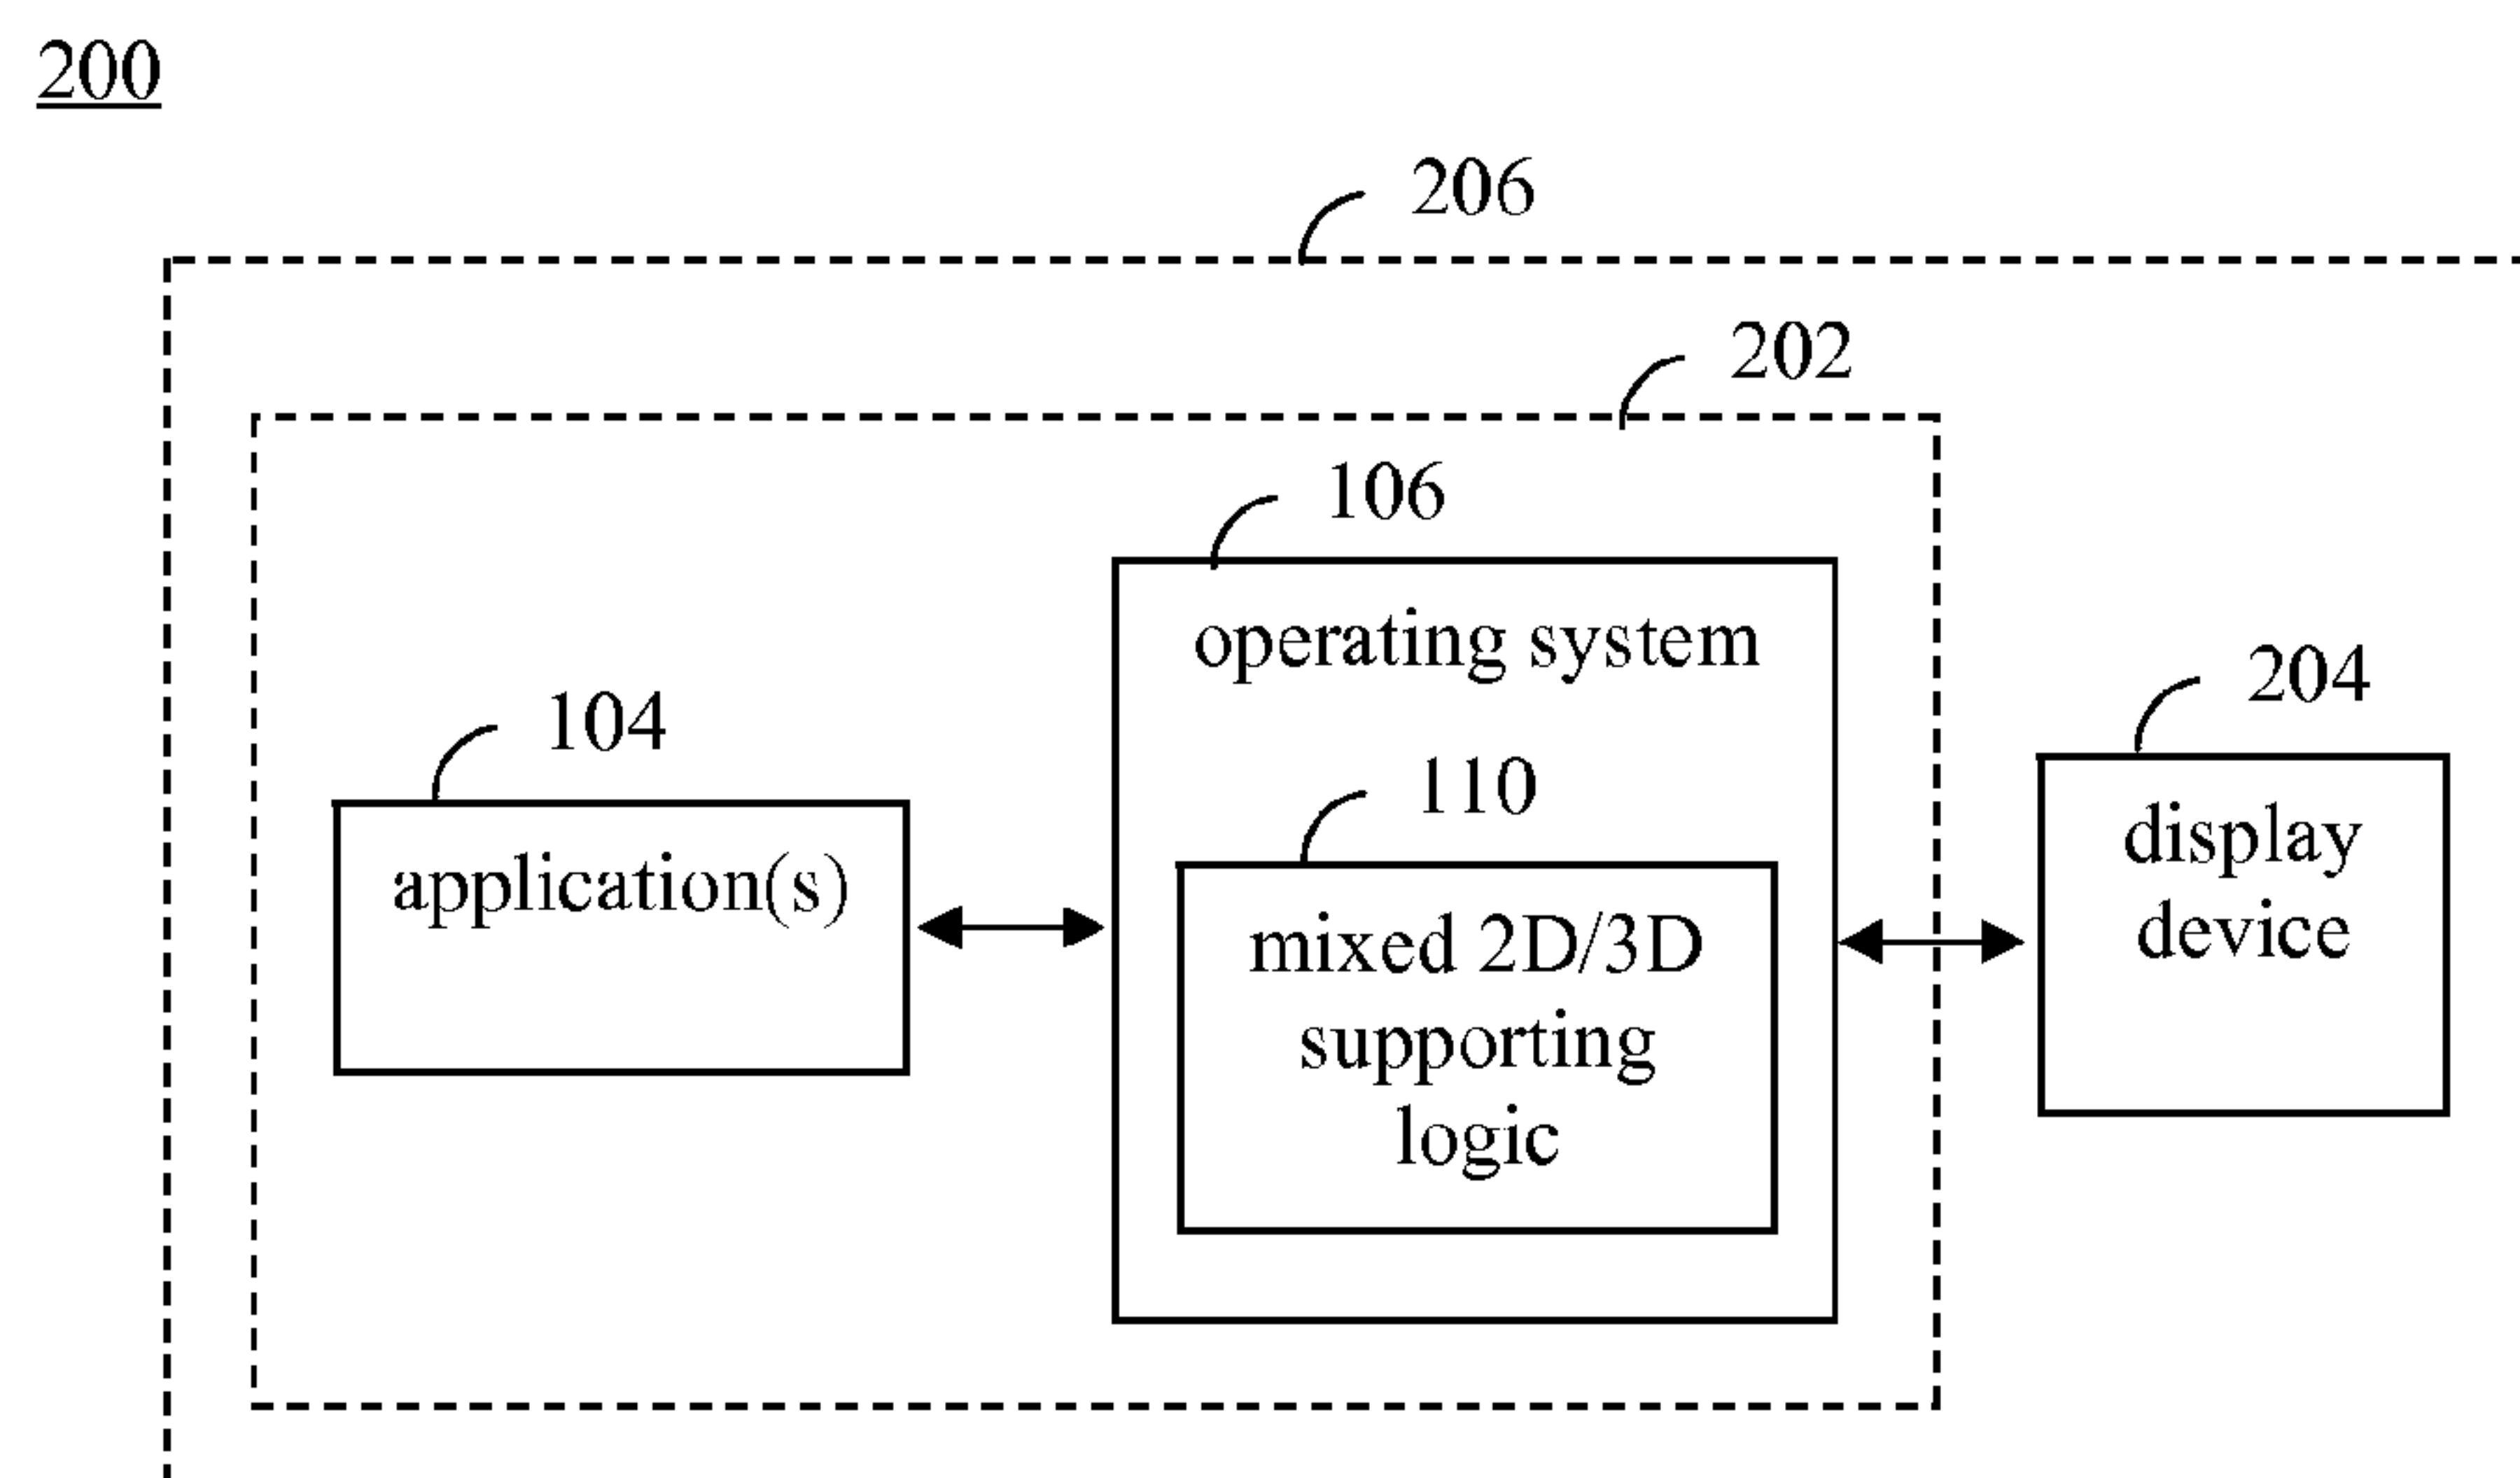 200
206
202
106
operating system
104
application(s)
110
mixed 2D/3D
supporting
logic
204
display
device